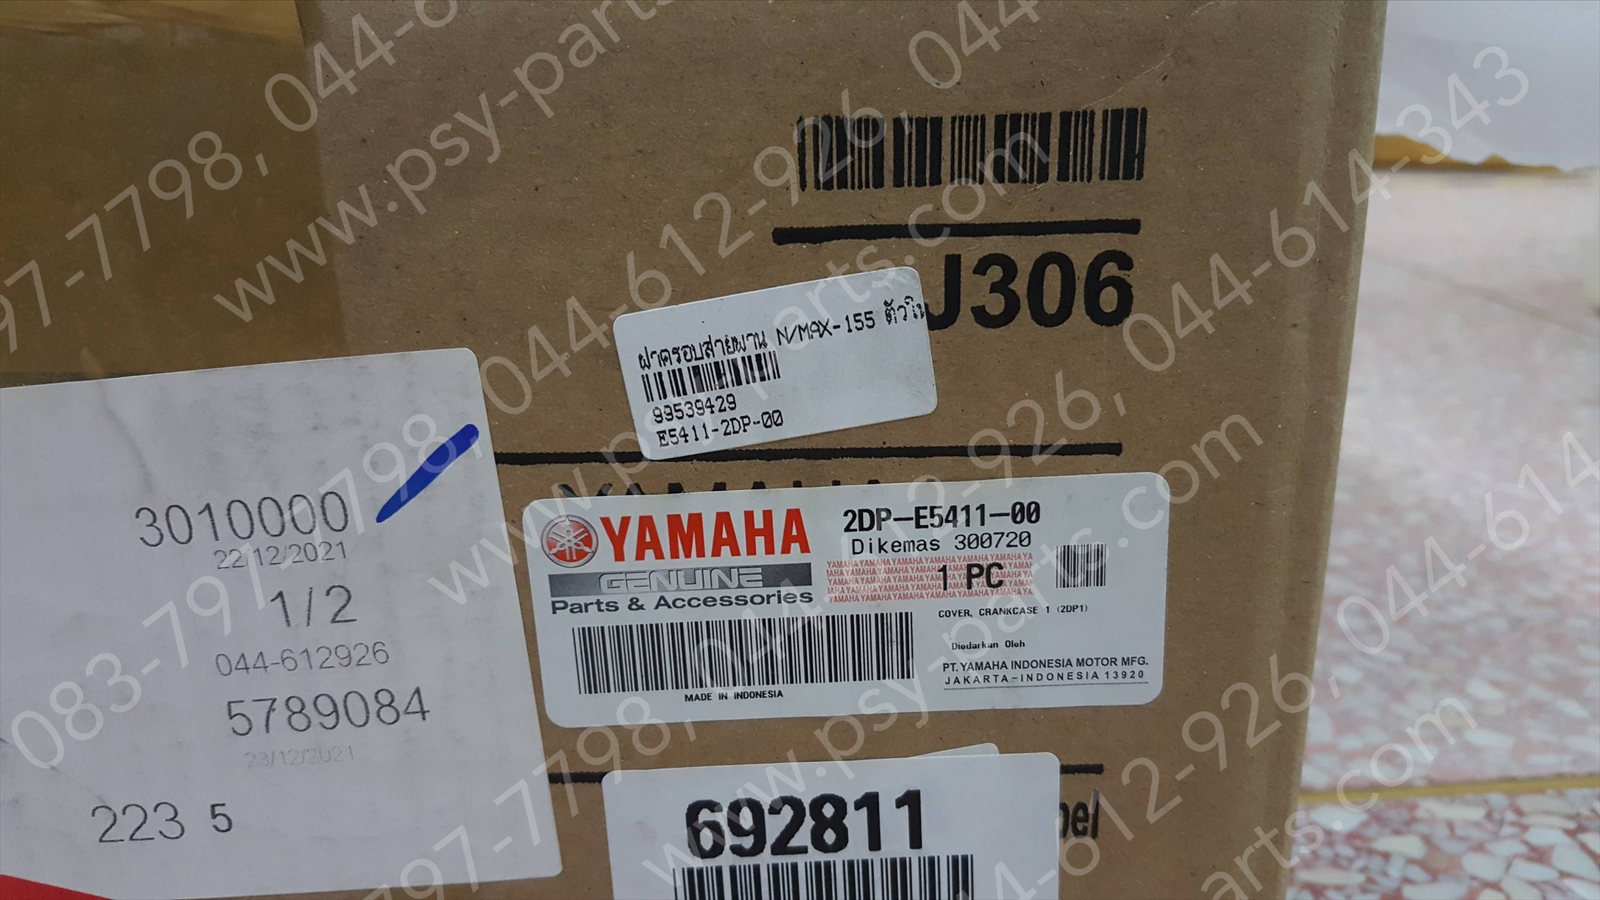 J306
ฝาครอบสายพาน N/MAX-155 ตัวใน
99539429
E5411-2DP-00
3010000
22/12/2021
1/2
044-612926
5789084
23/12/2021
223 5
YAMAHA
GENUINE
Parts & Accessories
2DP-E5411-00
Dikemas 300720
1 PC
COVER, CRANKCASE 1 (2DP1)
Diedarkan Oleh
PT. YAMAHA INDONESIA MOTOR MFG.
JAKARTA-INDONESIA 13920
MADE IN INDONESIA
692811
083-797-7798, 044-612-926, 044-614-343
www.psy-parts.com